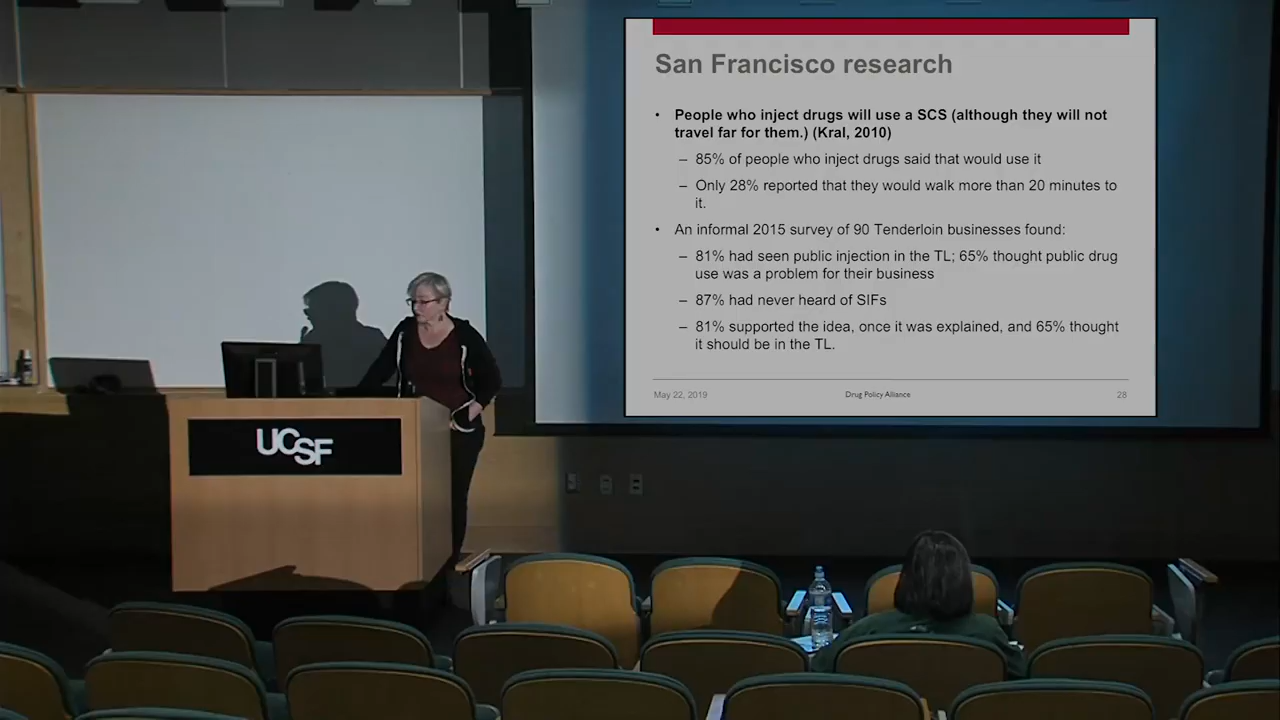 San Francisco research
• People who inject drugs will use a SCS (although they will not
travel far for them.) (Kral, 2010)
– 85% of people who inject drugs said that would use it
– Only 28% reported that they would walk more than 20 minutes to
it.
• An informal 2015 survey of 90 Tenderloin businesses found:
– 81% had seen public injection in the TL; 65% thought public drug
use was a problem for their business
– 87% had never heard of SIFs
– 81% supported the idea, once it was explained, and 65% thought
it should be in the TL.
May 22, 2019
Drug Policy Alliance
28
UCSF